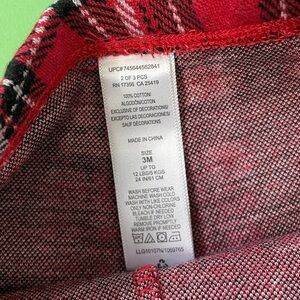 UPC#745644562841
2 OF 3 PCS
RN 17356 CA 25419
100% COTTON/
ALGODÓN/COTON
EXCLUSIVE OF DECORATIONS/
EXCEPTO LAS DECORACIONES/
SAUF DÉCORATIONS
MADE IN CHINA
SIZE
3M
UP TO
12 LBS/5 KGS
24 IN/61 CM
WASH BEFORE WEAR
MACHINE WASH COLD
WASH WITH LIKE COLORS
ONLY NON-CHLORINE
BLEACH IF NEEDED
TUMBLE DRY LOW
REMOVE PROMPTLY
WARM IRON IF NEEDED
LLG10107N/1069765